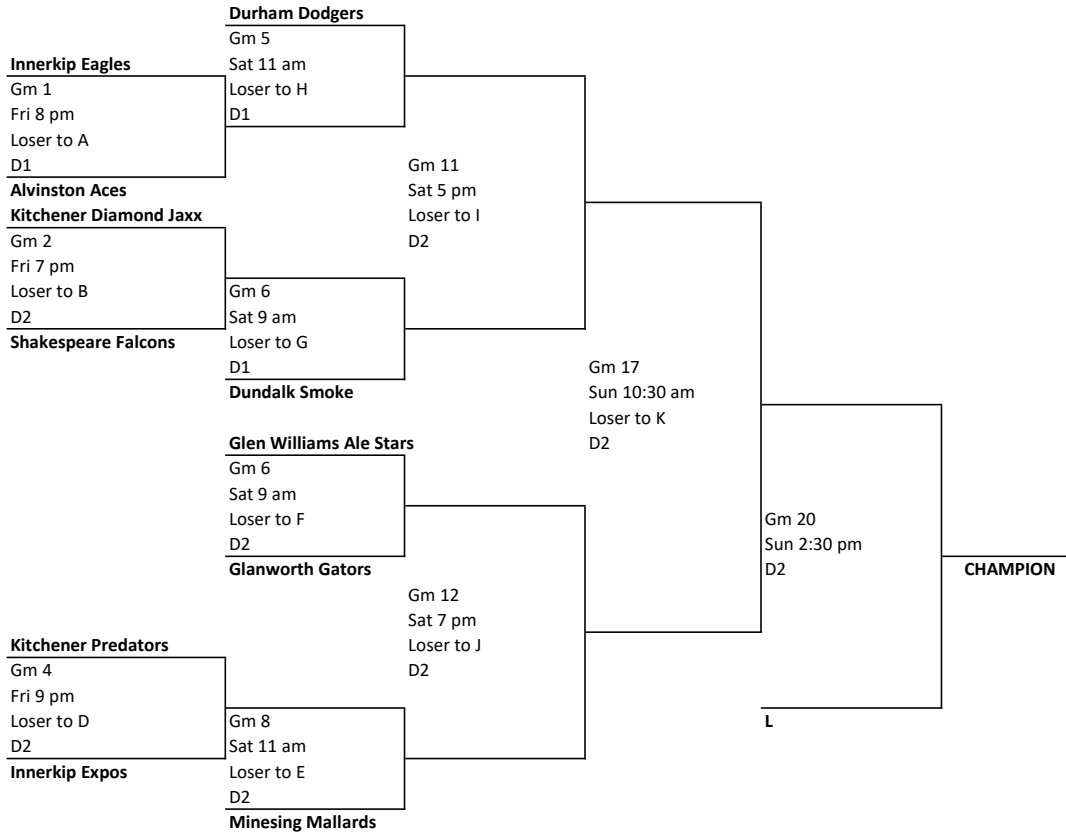 Durham Dodgers
Gm 5
Sat 11 am
Loser to H
D1
Innerkip Eagles
Gm 1
Fri 8 pm
Loser to A
D1
Alvinston Aces
Gm 11
Sat 5 pm
Loser to I
D2
Kitchener Diamond Jaxx
Gm 2
Fri 7 pm
Loser to B
D2
Shakespeare Falcons
Gm 6
Sat 9 am
Loser to G
D1
Dundalk Smoke
Gm 17
Sun 10:30 am
Loser to K
D2
Glen Williams Ale Stars
Gm 6
Sat 9 am
Loser to F
D2
Glanworth Gators
Gm 20
Sun 2:30 pm
D2
CHAMPION
Gm 12
Sat 7 pm
Loser to J
D2
Kitchener Predators
Gm 4
Fri 9 pm
Loser to D
D2
Innerkip Expos
Gm 8
Sat 11 am
Loser to E
D2
Minesing Mallards
L